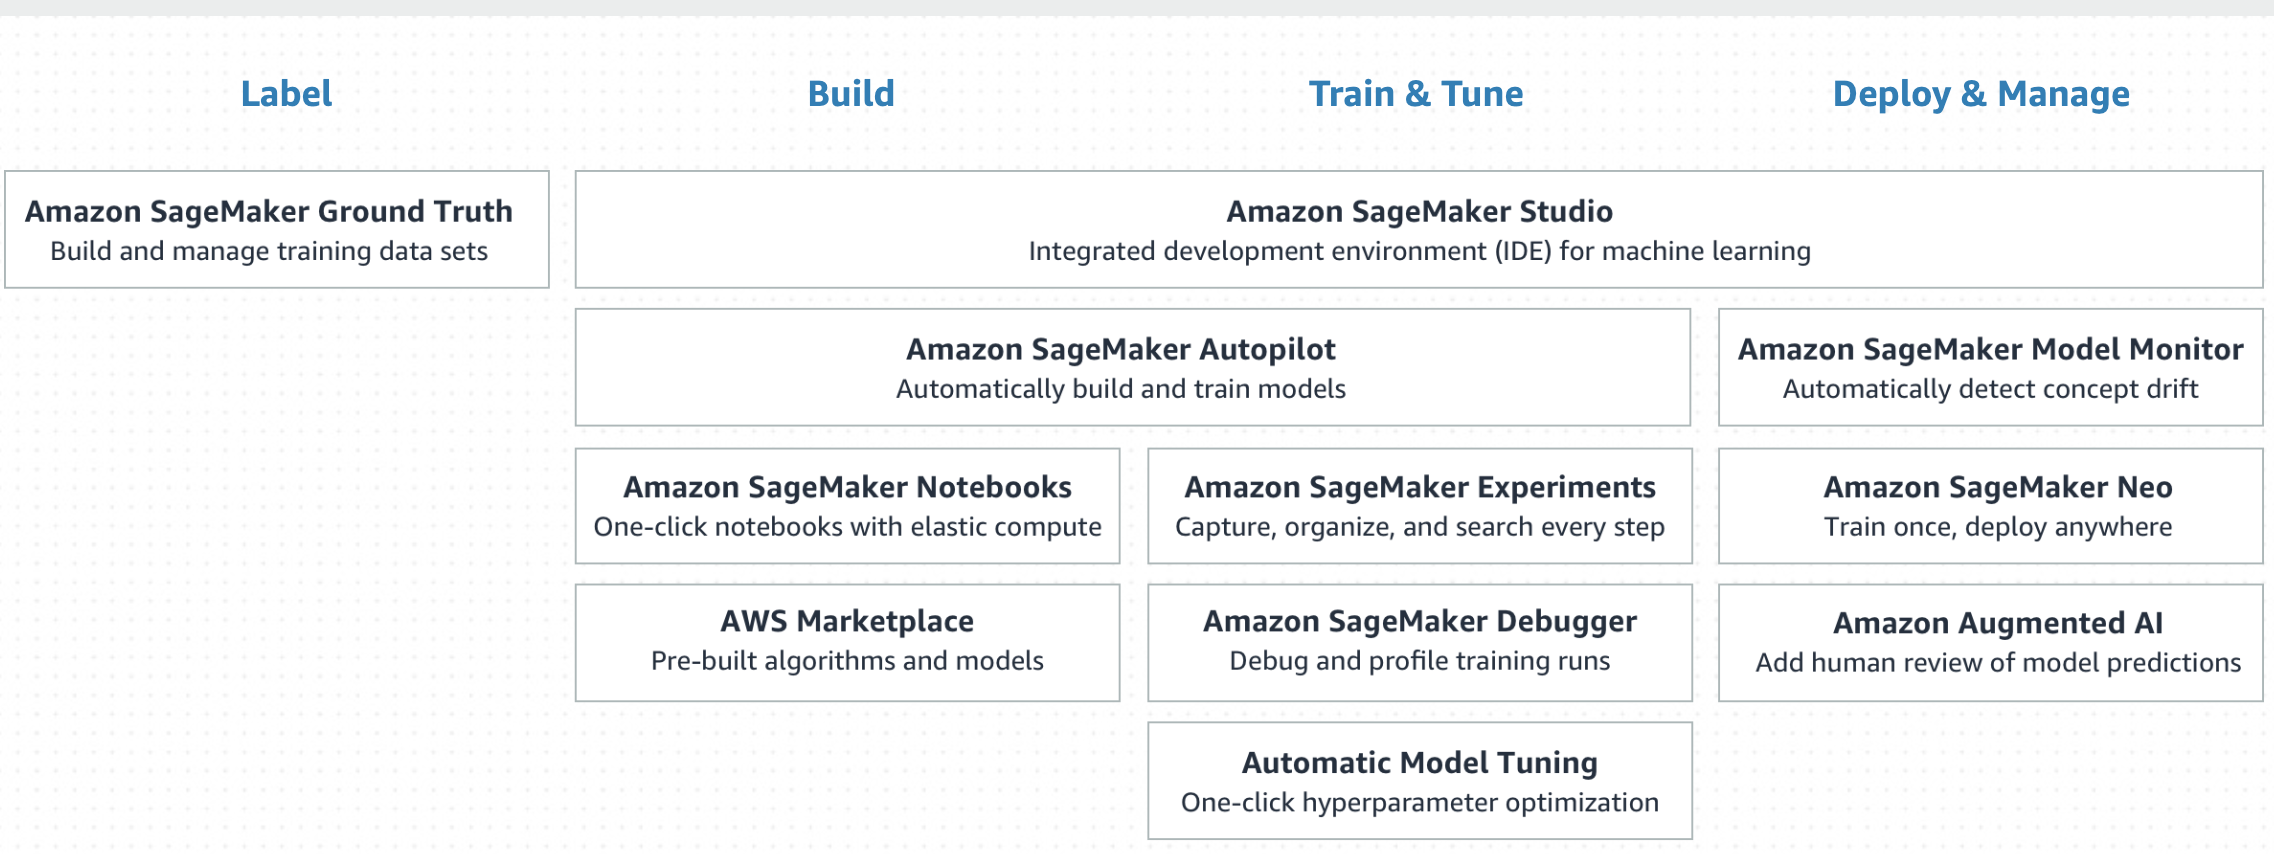 Label
Build
Train & Tune
Deploy & Manage
Amazon SageMaker Ground Truth
Build and manage training data sets
Amazon SageMaker Studio
Integrated development environment (IDE) for machine learning
Amazon SageMaker Autopilot
Automatically build and train models
Amazon SageMaker Model Monitor
Automatically detect concept drift
Amazon SageMaker Notebooks
One-click notebooks with elastic compute
Amazon SageMaker Experiments
Capture, organize, and search every step
Amazon SageMaker Neo
Train once, deploy anywhere
AWS Marketplace
Pre-built algorithms and models
Amazon SageMaker Debugger
Debug and profile training runs
Amazon Augmented AI
Add human review of model predictions
Automatic Model Tuning
One-click hyperparameter optimization